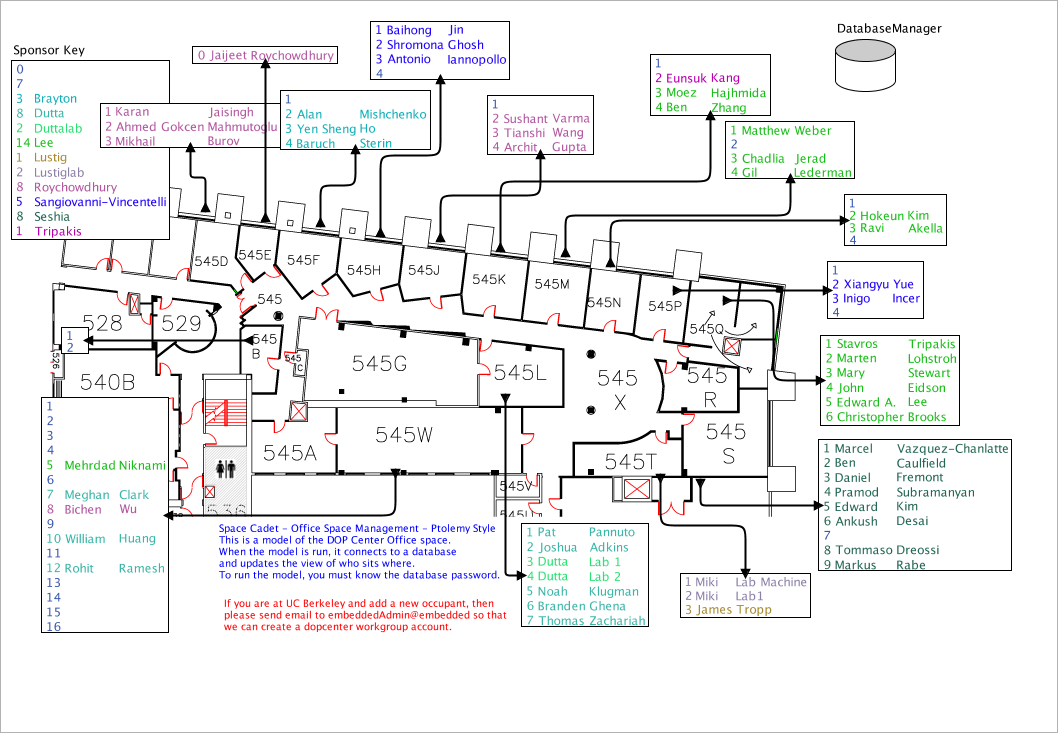 DatabaseManager
Sponsor Key
0
7
3 Brayton
8 Dutta
2 Duttalab
14 Lee
1 Lustig
2 Lustiglab
8 Roychowdhury
5 Sangiovanni-Vincentelli
8 Seshia
1 Tripakis
0 Jaijeet Roychowdhury
1 Baihong Jin
2 Shromona Ghosh
3 Antonio Iannopollo
4
1 Karan Jaisingh
2 Ahmed Gokcen Mahmutoglu
3 Mikhail Burov
1
2 Alan Mishchenko
3 Yen Sheng Ho
4 Baruch Sterin
1
2 Sushant Varma
3 Tianshi Wang
4 Archit Gupta
1
2 Eunsuk Kang
3 Moez Hajhmida
4 Ben Zhang
1 Matthew Weber
2
3 Chadlia Jerad
4 Gil Lederman
1
2 Hokeun Kim
3 Ravi Akella
4
1
2 Xiangyu Yue
3 Inigo Incer
4
545D
545E
545F
545H
545J
545K
545M
545N
545P
545Q
528
529
545
545
B
545
C
545G
545L
545
X
545
R
1
2
526
540B
545A
545W
545T
545
S
545V
1 Stavros Tripakis
2 Marten Lohstroh
3 Mary Stewart
4 John Eidson
5 Edward A. Lee
6 Christopher Brooks
1
2
3
4
5 Mehrdad Niknami
6
7 Meghan Clark
8 Bichen Wu
9
10 William Huang
11
12 Rohit Ramesh
13
14
15
16
1 Marcel Vazquez-Chanlatte
2 Ben Caulfield
3 Daniel Fremont
4 Pramod Subramanyan
5 Edward Kim
6 Ankush Desai
7
8 Tommaso Dreossi
9 Markus Rabe
Space Cadet - Office Space Management - Ptolemy Style
This is a model of the DOP Center Office space.
When the model is run, it connects to a database
and updates the view of who sits where.
To run the model, you must know the database password.
If you are at UC Berkeley and add a new occupant, then
please send email to embeddedAdmin@embedded so that
we can create a dopcenter workgroup account.
1 Pat Pannuto
2 Joshua Adkins
3 Dutta Lab 1
4 Dutta Lab 2
5 Noah Klugman
6 Branden Ghena
7 Thomas Zachariah
1 Miki Lab Machine
2 Miki Lab1
3 James Tropp